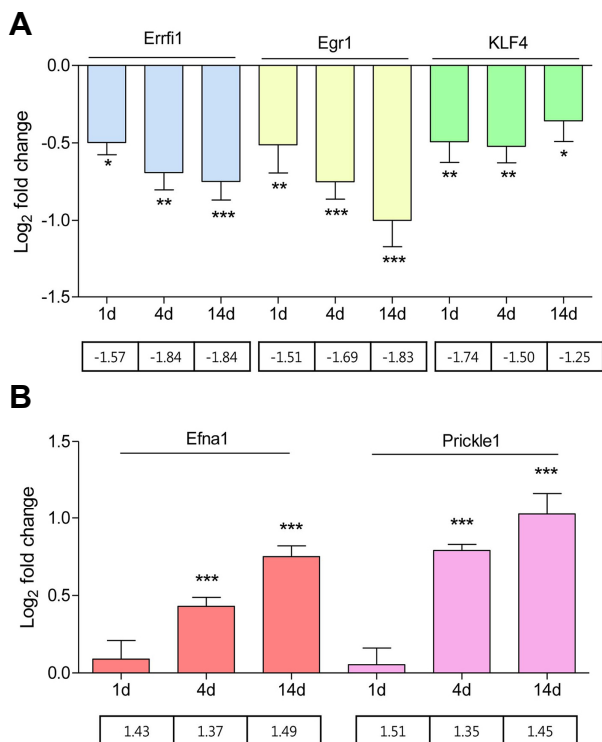 A
Errfi1 Egr1 KLF4
0.0
-0.5
-1.0
-1.5
Log2 fold change
* ** *** ** *** *** ** ** *
1d 4d 14d 1d 4d 14d 1d 4d 14d
-1.57 -1.84 -1.84 -1.51 -1.69 -1.83 -1.74 -1.50 -1.25
B
Efna1 Prickle1
1.5
1.0
0.5
0.0
Log2 fold change
*** *** *** ***
1d 4d 14d 1d 4d 14d
1.43 1.37 1.49 1.51 1.35 1.45